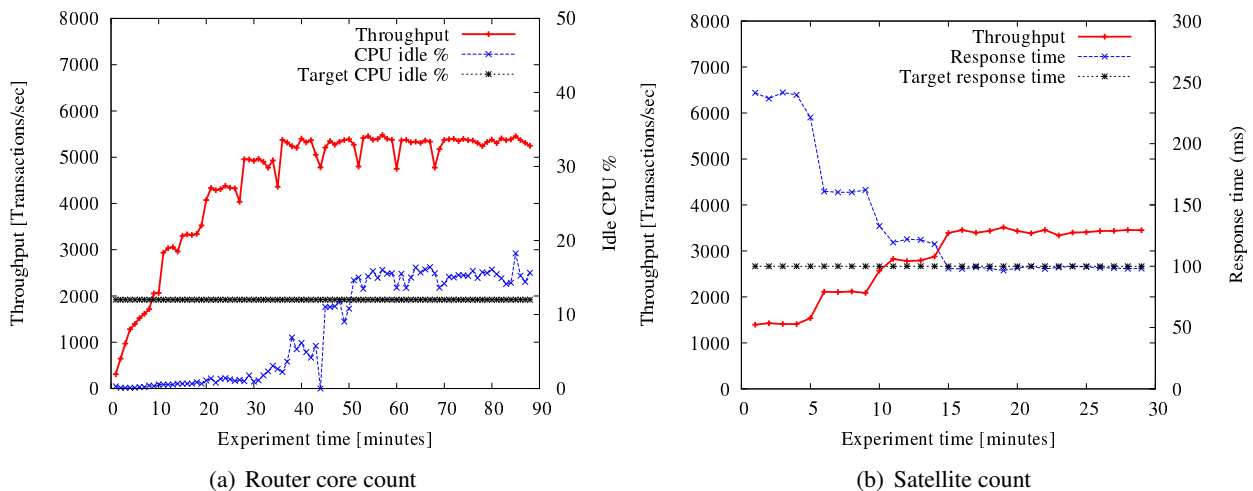 8000
7000
6000
5000
4000
3000
2000
1000
0
Throughput [Transactions/sec]
0 10 20 30 40 50 60 70 80 90
Experiment time [minutes]
50
40
30
20
10
0
Idle CPU %
Throughput
CPU idle %
Target CPU idle %
(a) Router core count
8000
7000
6000
5000
4000
3000
2000
1000
0
Throughput [Transactions/sec]
0 5 10 15 20 25 30
Experiment time [minutes]
300
250
200
150
100
50
0
Response time (ms)
Throughput
Response time
Target response time
(b) Satellite count